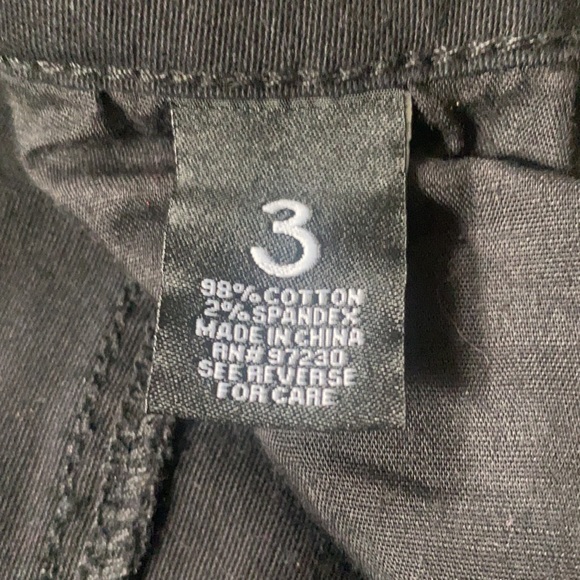 3
98% COTTON
2% SPANDEX
MADE IN CHINA
RN# 97230
SEE REVERSE
FOR CARE